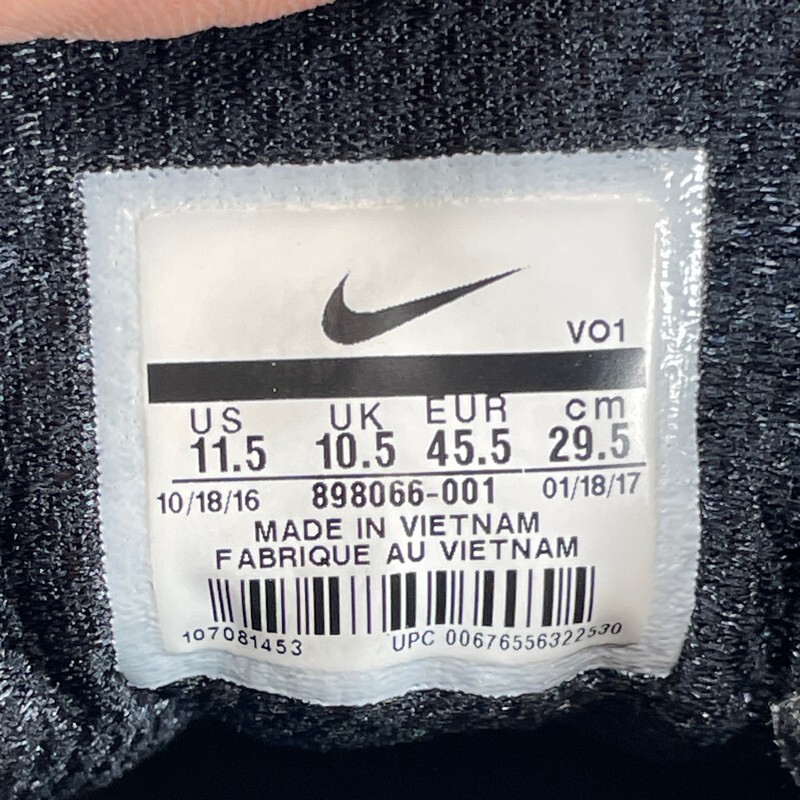 VO1
US UK EUR cm
11.5 10.5 45.5 29.5
10/18/16 898066-001 01/18/17
MADE IN VIETNAM
FABRIQUE AU VIETNAM
107081453 UPC 00676556322530